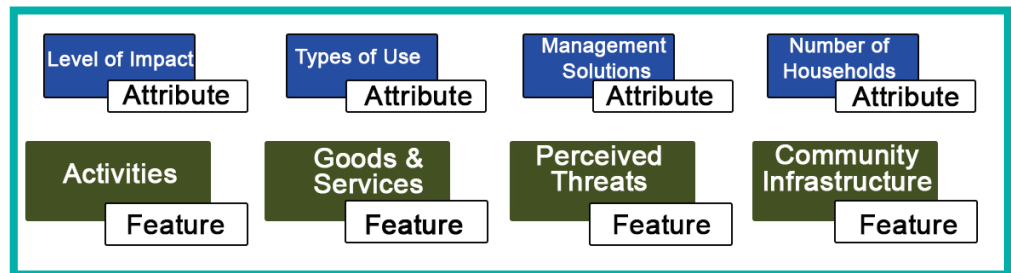 Level of Impact
Attribute
Types of Use
Attribute
Management
Solutions
Attribute
Number of
Households
Attribute
Activities
Feature
Goods &
Services
Feature
Perceived
Threats
Feature
Community
Infrastructure
Feature